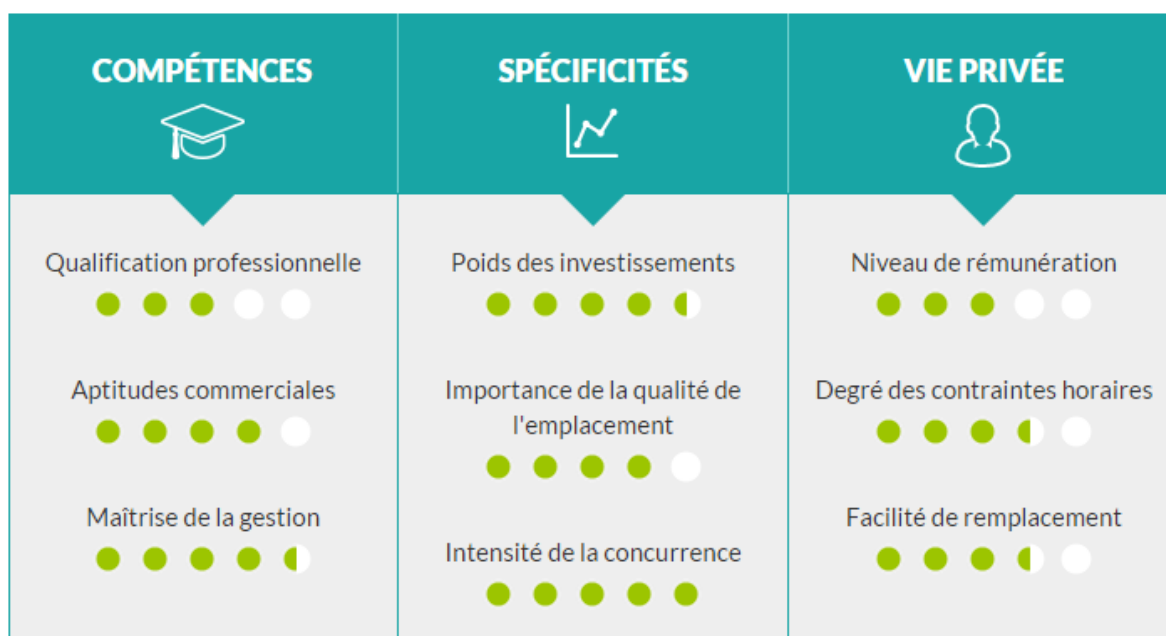 COMPÉTENCES
Qualification professionnelle
Aptitudes commerciales
Maîtrise de la gestion
SPÉCIFICITÉS
Poids des investissements
Importance de la qualité de
l'emplacement
Intensité de la concurrence
VIE PRIVÉE
Niveau de rémunération
Degré des contraintes horaires
Facilité de remplacement